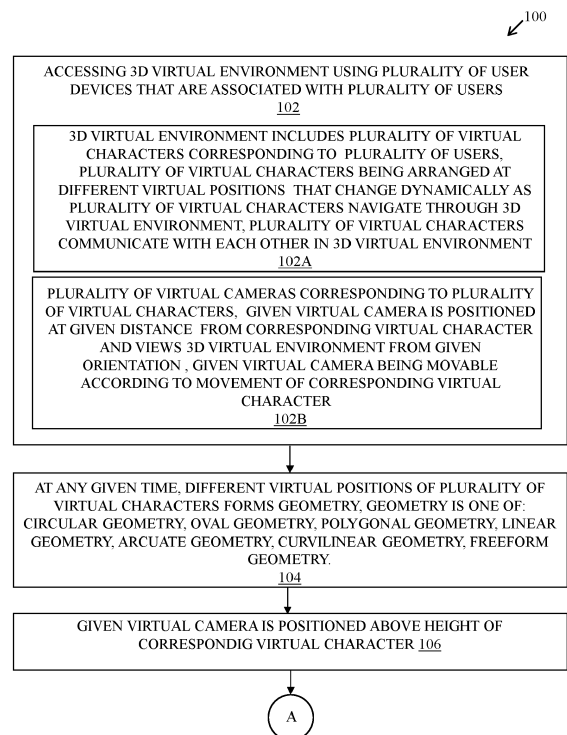 100
ACCESSING 3D VIRTUAL ENVIRONMENT USING PLURALITY OF USER
DEVICES THAT ARE ASSOCIATED WITH PLURALITY OF USERS
102
3D VIRTUAL ENVIRONMENT INCLUDES PLURALITY OF VIRTUAL
CHARACTERS CORRESPONDING TO PLURALITY OF USERS,
PLURALITY OF VIRTUAL CHARACTERS BEING ARRANGED AT
DIFFERENT VIRTUAL POSITIONS THAT CHANGE DYNAMICALLY AS
PLURALITY OF VIRTUAL CHARACTERS NAVIGATE THROUGH 3D
VIRTUAL ENVIRONMENT, PLURALITY OF VIRTUAL CHARACTERS
COMMUNICATE WITH EACH OTHER IN 3D VIRTUAL ENVIRONMENT
102A
PLURALITY OF VIRTUAL CAMERAS CORRESPONDING TO PLURALITY
OF VIRTUAL CHARACTERS, GIVEN VIRTUAL CAMERA IS POSITIONED
AT GIVEN DISTANCE FROM CORRESPONDING VIRTUAL CHARACTER
AND VIEWS 3D VIRTUAL ENVIRONMENT FROM GIVEN
ORIENTATION , GIVEN VIRTUAL CAMERA BEING MOVABLE
ACCORDING TO MOVEMENT OF CORRESPONDING VIRTUAL
CHARACTER
102B
AT ANY GIVEN TIME, DIFFERENT VIRTUAL POSITIONS OF PLURALITY OF
VIRTUAL CHARACTERS FORMS GEOMETRY, GEOMETRY IS ONE OF:
CIRCULAR GEOMETRY, OVAL GEOMETRY, POLYGONAL GEOMETRY, LINEAR
GEOMETRY, ARCUATE GEOMETRY, CURVILINEAR GEOMETRY, FREEFORM
GEOMETRY.
104
GIVEN VIRTUAL CAMERA IS POSITIONED ABOVE HEIGHT OF
CORRESPONDIG VIRTUAL CHARACTER 106
A